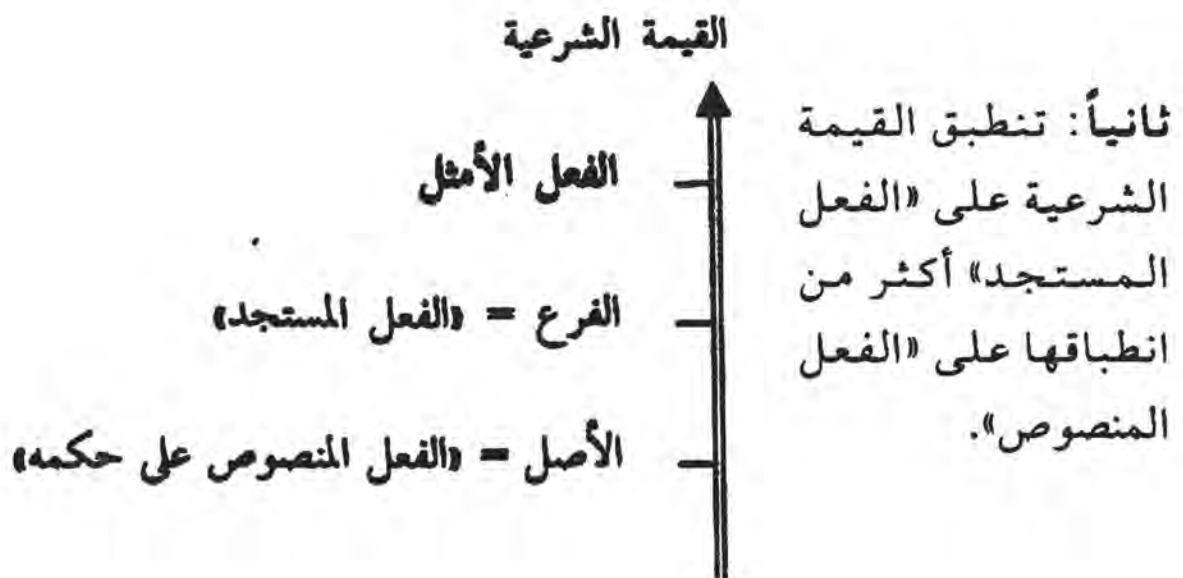 القيمة الشرعية
ثانياً: تنطبق القيمة
الشرعية على «الفعل
المستجد» أكثر من
انطباقها على «الفعل
المنصوص».
الفعل الأمثل
الفرع = «الفعل المستجد»
الأصل = «الفعل المنصوص على حكمه»